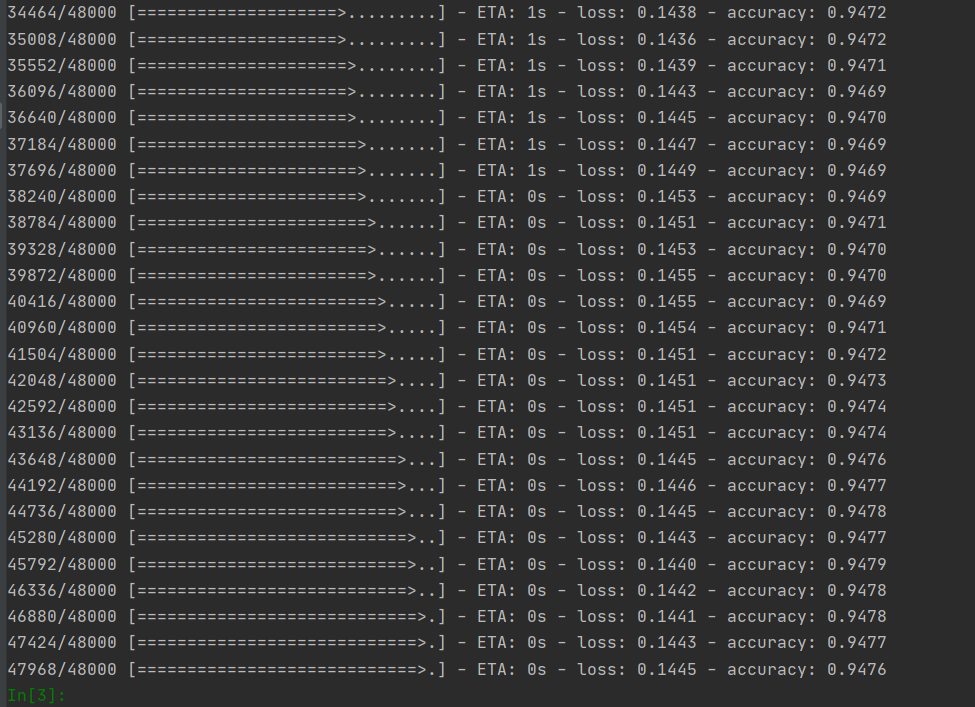 34464/48000 [====================>.........] - ETA: 1s - loss: 0.1438 - accuracy: 0.9472
35008/48000 [====================>.........] - ETA: 1s - loss: 0.1436 - accuracy: 0.9472
35552/48000 [=====================>........] - ETA: 1s - loss: 0.1439 - accuracy: 0.9471
36096/48000 [=====================>........] - ETA: 1s - loss: 0.1443 - accuracy: 0.9469
36640/48000 [=====================>........] - ETA: 1s - loss: 0.1445 - accuracy: 0.9470
37184/48000 [======================>.......] - ETA: 1s - loss: 0.1447 - accuracy: 0.9469
37696/48000 [======================>.......] - ETA: 1s - loss: 0.1449 - accuracy: 0.9469
38240/48000 [======================>.......] - ETA: 0s - loss: 0.1453 - accuracy: 0.9469
38784/48000 [=======================>......] - ETA: 0s - loss: 0.1451 - accuracy: 0.9471
39328/48000 [=======================>......] - ETA: 0s - loss: 0.1453 - accuracy: 0.9470
39872/48000 [=======================>......] - ETA: 0s - loss: 0.1455 - accuracy: 0.9470
40416/48000 [========================>.....] - ETA: 0s - loss: 0.1455 - accuracy: 0.9469
40960/48000 [========================>.....] - ETA: 0s - loss: 0.1454 - accuracy: 0.9471
41504/48000 [========================>.....] - ETA: 0s - loss: 0.1451 - accuracy: 0.9472
42048/48000 [=========================>....] - ETA: 0s - loss: 0.1451 - accuracy: 0.9473
42592/48000 [=========================>....] - ETA: 0s - loss: 0.1451 - accuracy: 0.9474
43136/48000 [=========================>....] - ETA: 0s - loss: 0.1451 - accuracy: 0.9474
43648/48000 [==========================>...] - ETA: 0s - loss: 0.1445 - accuracy: 0.9476
44192/48000 [==========================>...] - ETA: 0s - loss: 0.1446 - accuracy: 0.9477
44736/48000 [==========================>...] - ETA: 0s - loss: 0.1445 - accuracy: 0.9478
45280/48000 [===========================>..] - ETA: 0s - loss: 0.1443 - accuracy: 0.9477
45792/48000 [===========================>..] - ETA: 0s - loss: 0.1440 - accuracy: 0.9479
46336/48000 [===========================>..] - ETA: 0s - loss: 0.1442 - accuracy: 0.9478
46880/48000 [============================>.] - ETA: 0s - loss: 0.1441 - accuracy: 0.9478
47424/48000 [============================>.] - ETA: 0s - loss: 0.1443 - accuracy: 0.9477
47968/48000 [============================>.] - ETA: 0s - loss: 0.1445 - accuracy: 0.9476
In[3]: